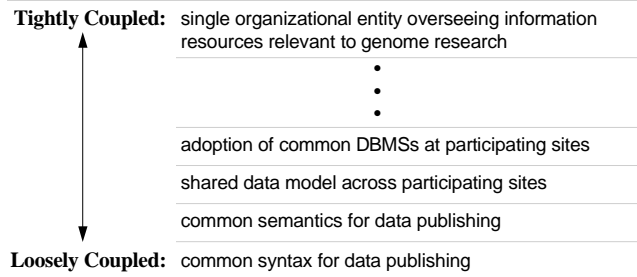 Tightly Coupled: single organizational entity overseeing information
resources relevant to genome research
•
•
•
adoption of common DBMSs at participating sites
shared data model across participating sites
common semantics for data publishing
Loosely Coupled: common syntax for data publishing